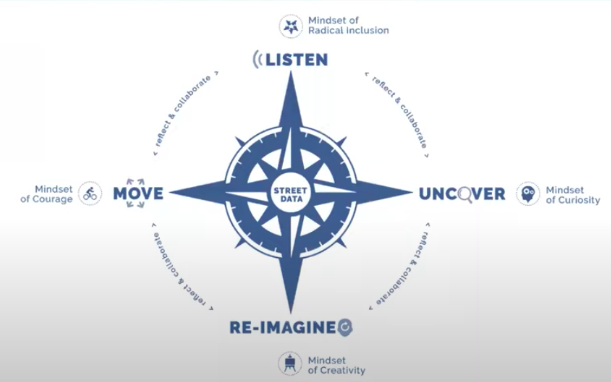 Mindset of
Radical Inclusion
LISTEN
< reflect & collaborate >
< reflect & collaborate >
Mindset
of Courage
MOVE
STREET
DATA
UNCOVER
Mindset
of Curiosity
< reflect & collaborate >
< reflect & collaborate >
RE-IMAGINE
Mindset
of Creativity